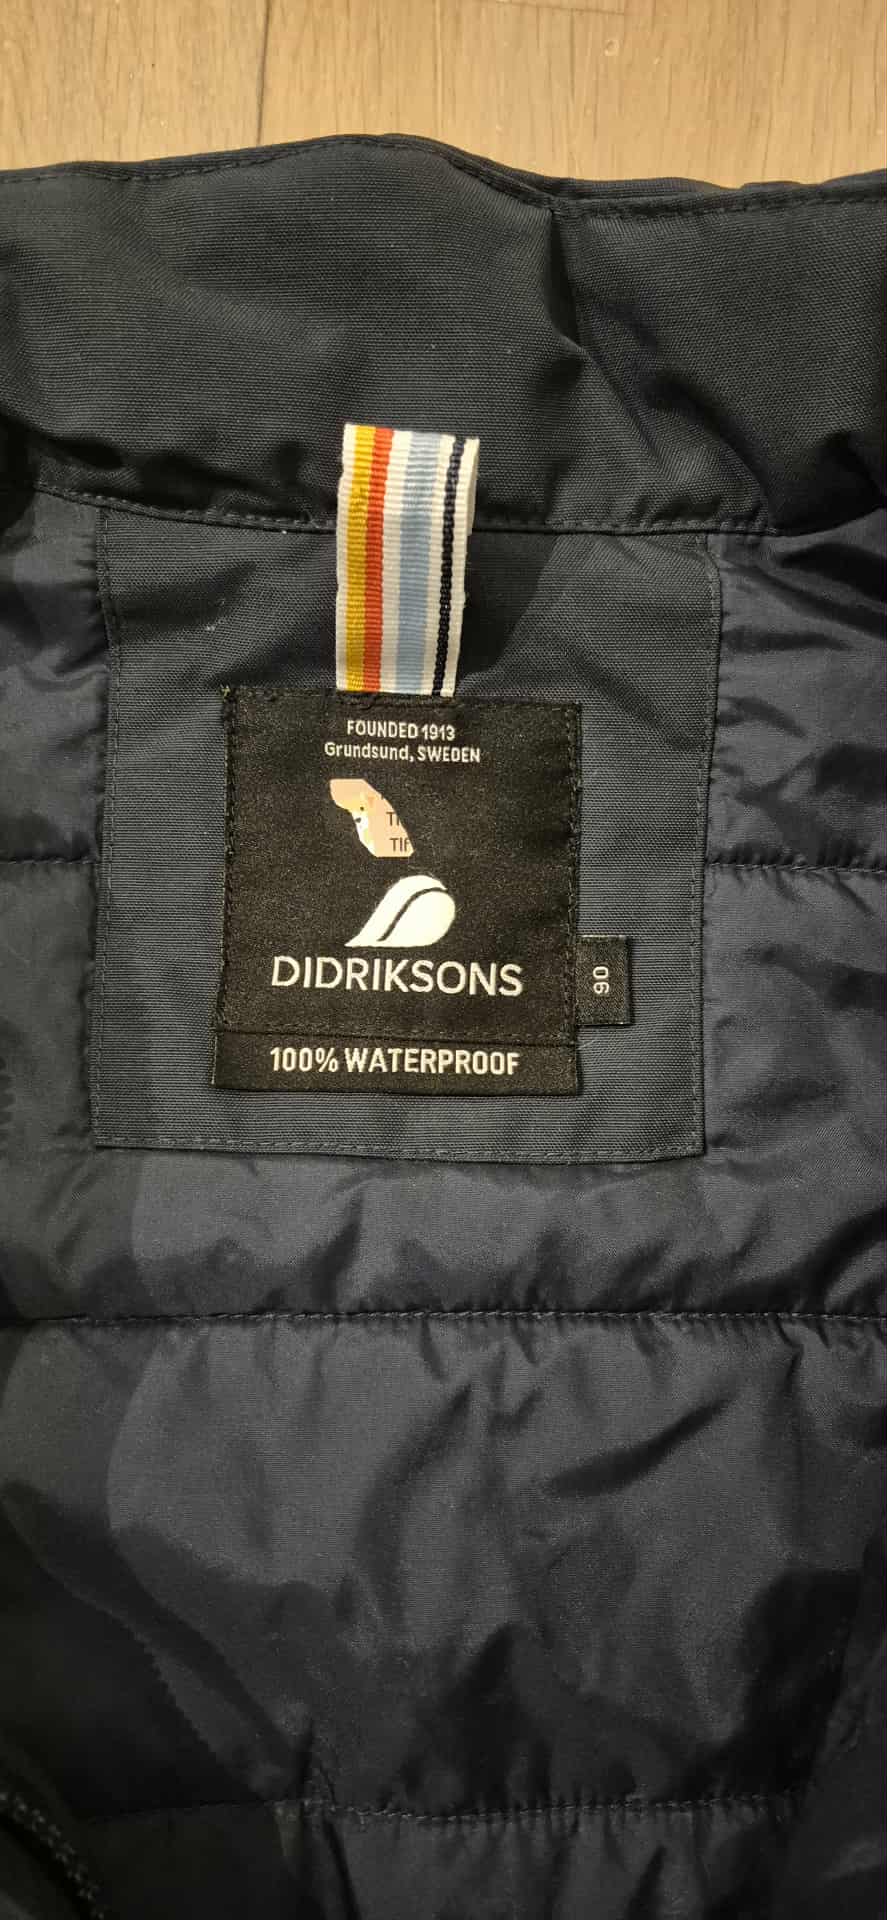 FOUNDED 1913
Grundsund, SWEDEN
DIDRIKSONS
90
100% WATERPROOF